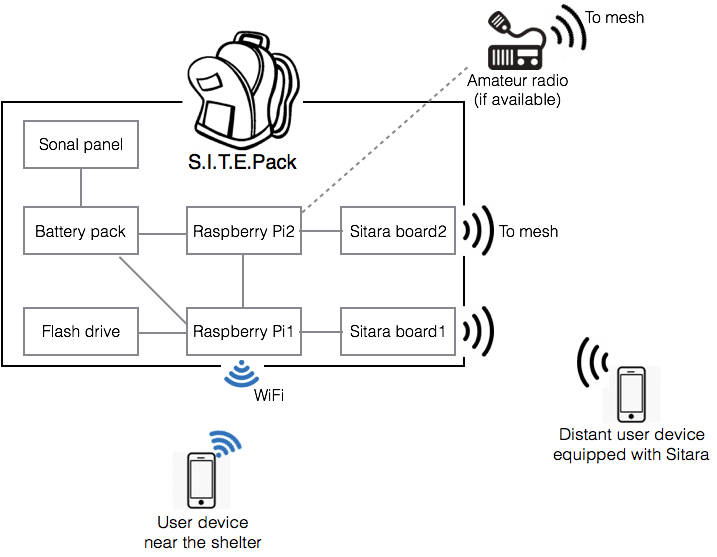 To mesh
Amateur radio
(if available)
S.I.T.E.Pack
Sonal panel
Battery pack
Raspberry Pi2
Sitara board2
To mesh
Flash drive
Raspberry Pi1
Sitara board1
WiFi
Distant user device
equipped with Sitara
User device
near the shelter